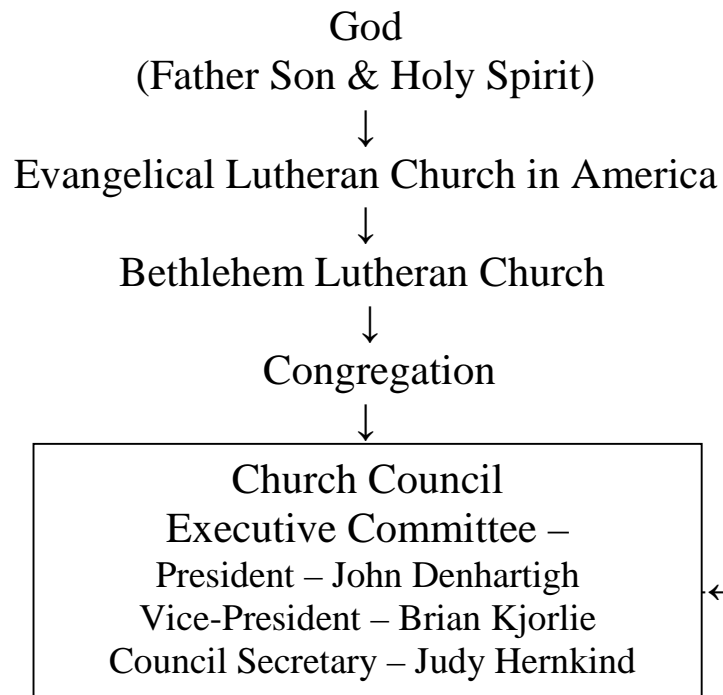 God
(Father Son & Holy Spirit)
↓
Evangelical Lutheran Church in America
↓
Bethlehem Lutheran Church
↓
Congregation
↓
Church Council
Executive Committee –
President – John Denhartigh
Vice-President – Brian Kjorlie
Council Secretary – Judy Hernkind